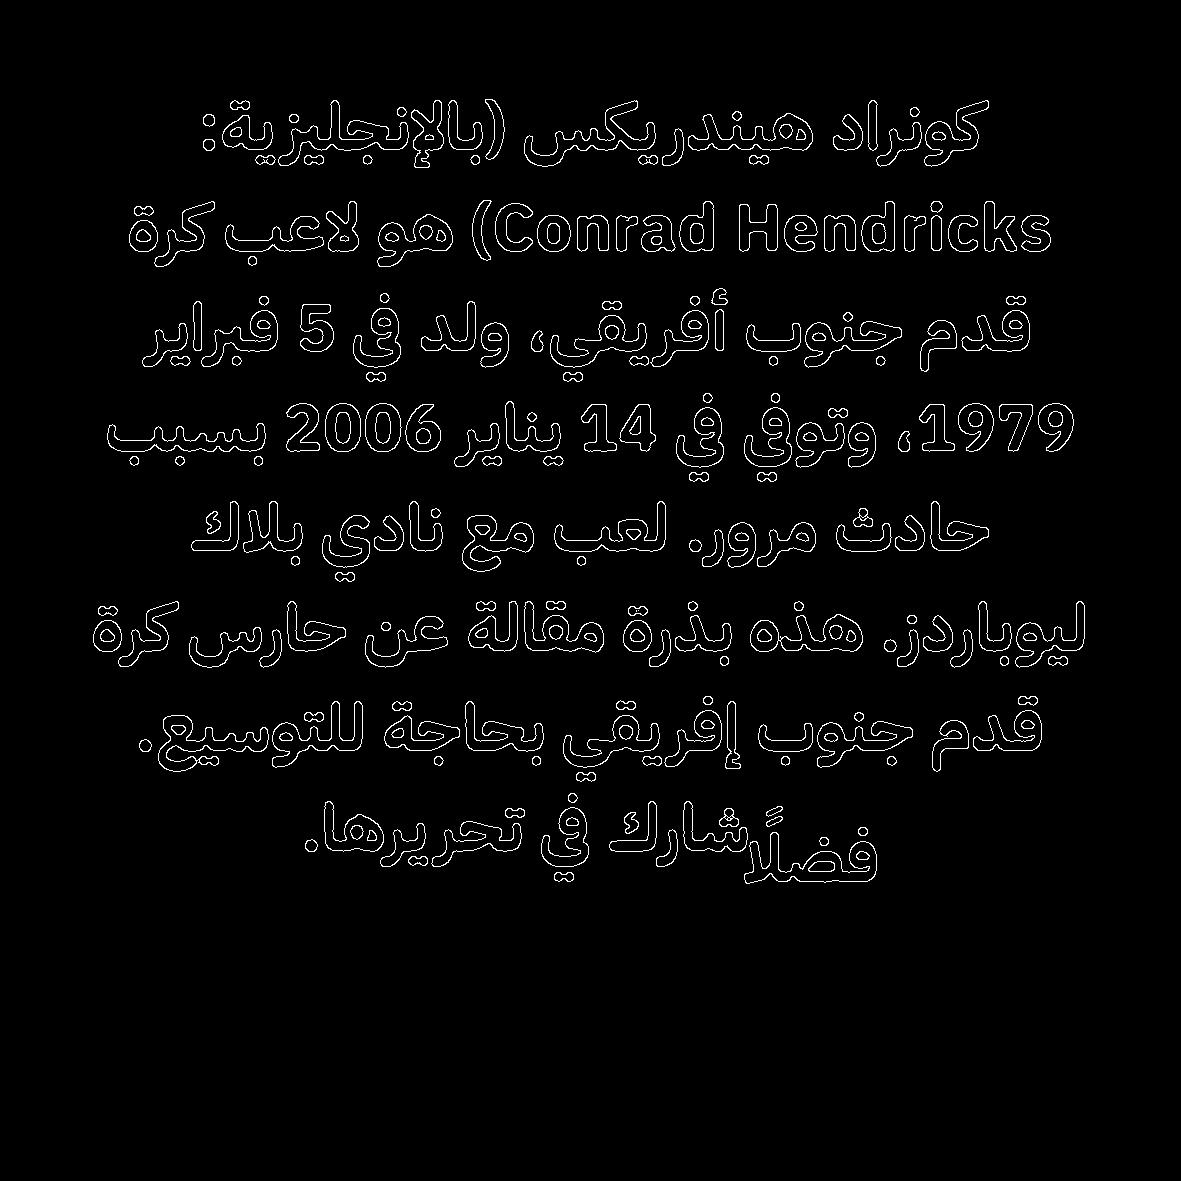 كونراد هيندريكس (بالإنجليزية:
Conrad Hendricks) هو لاعب كرة
قدم جنوب أفريقي، ولد في 5 فبراير
1979، وتوفي في 14 يناير 2006 بسبب
حادث مرور. لعب مع نادي بلاك
ليوباردز. هذه بذرة مقالة عن حارس كرة
قدم جنوب إفريقي بحاجة للتوسيع.
فضلًا شارك في تحريرها.